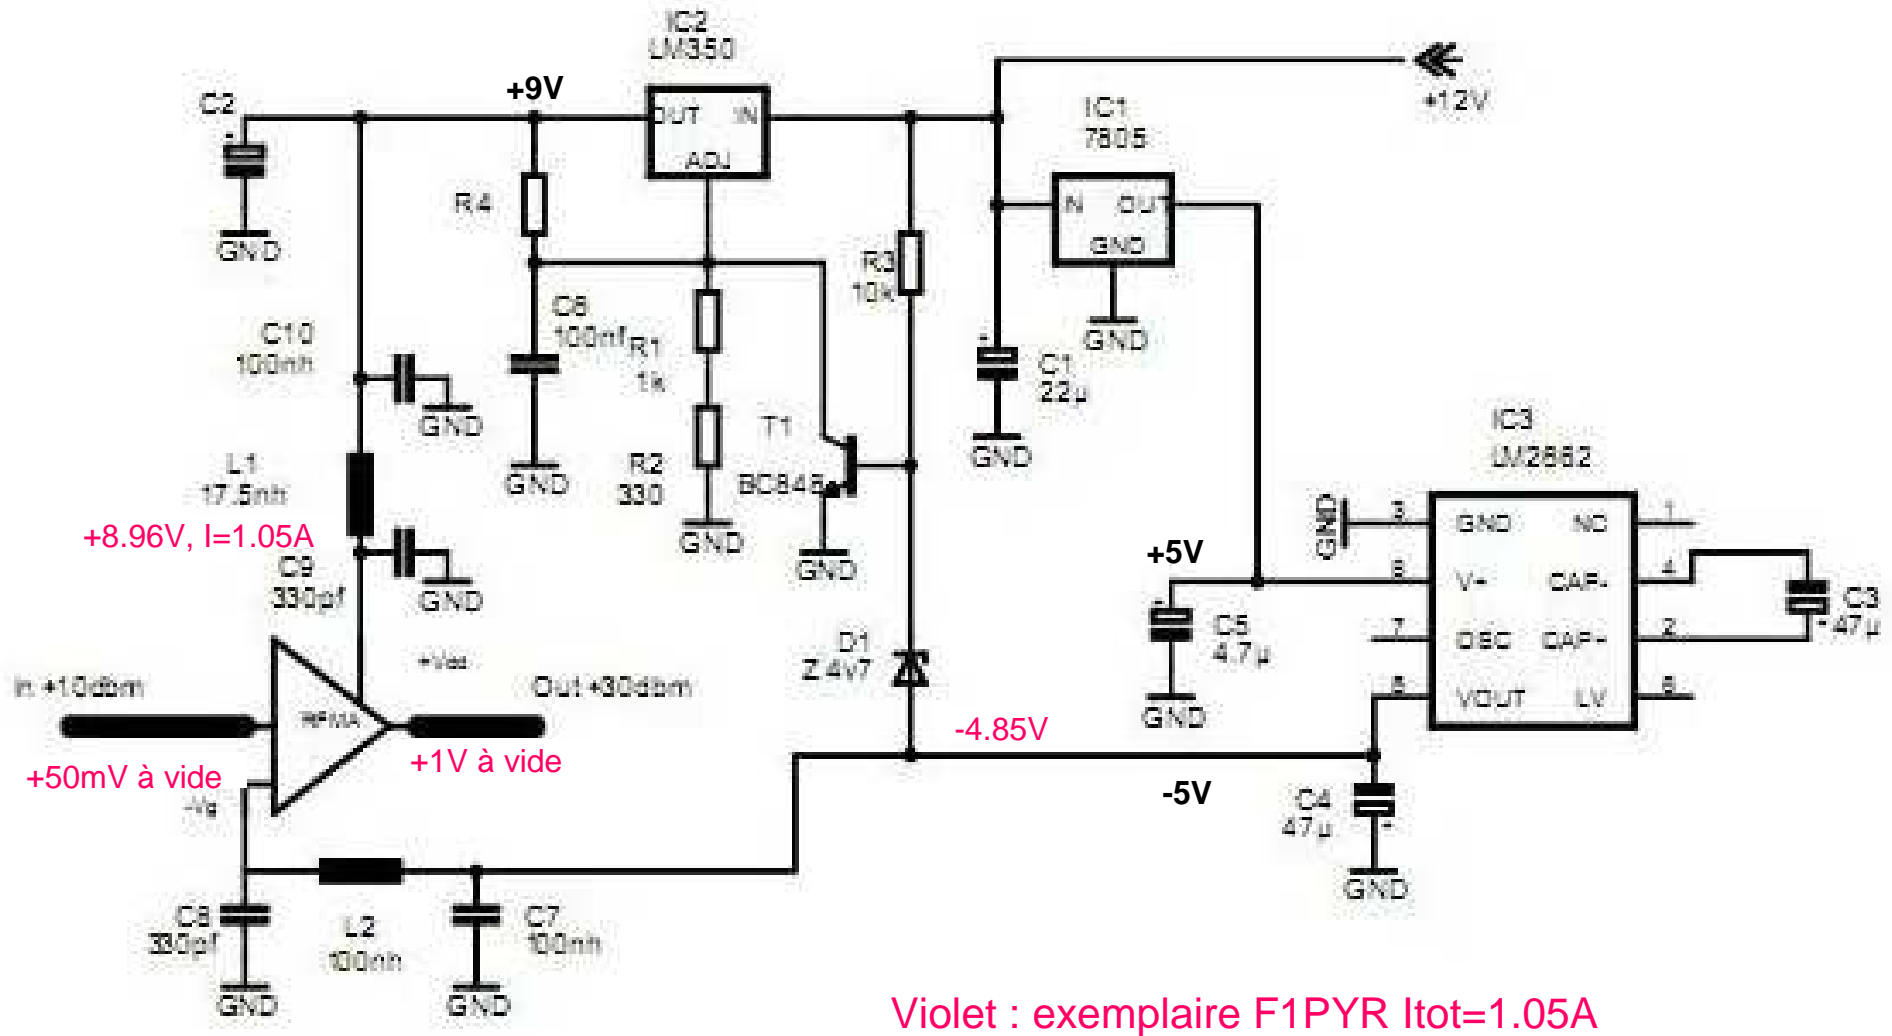 IC2
LM350
+9V
C2
OUT
IN
ADJ
+12V
IC1
7805
IN
OUT
GND
GND
R4
R3
10k
GND
C6
100nf
R1
1k
C10
100nh
GND
C1
22µ
T1
GND
IC3
L1
17.5nh
GND
R2
330
BC848
GND
+8.96V, I=1.05A
GND
GND
3
GND
NC
1
+5V
C9
330pf
GND
V+
CAP-
4
C3
47µ
D1
Z 4v7
C5
4.7µ
7
OSC
CAP+
2
In +10dbm
Out +30dbm
GND
VOUT
LV
-4.85V
+50mV à vide
+1V à vide
-Vg
-5V
C4
47µ
GND
C8
330pf
L2
100nh
C7
100nh
GND
GND
Violet : exemplaire F1PYR Itot=1.05A